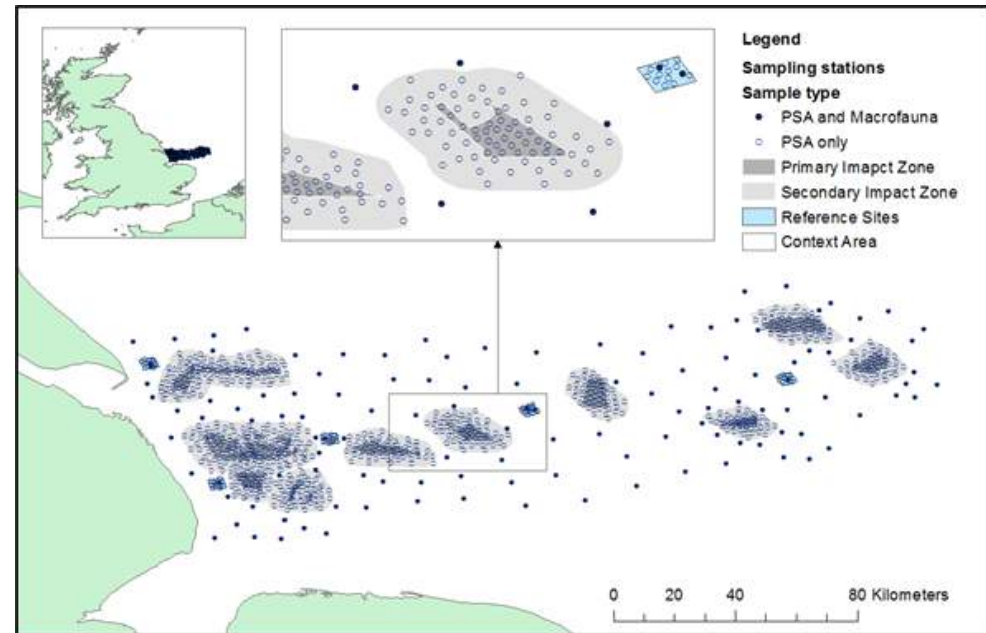 Legend
Sampling stations
Sample type
PSA and Macrofauna
PSA only
Primary Imapct Zone
Secondary Impact Zone
Reference Sites
Context Area
0 20 40 80 Kilometers